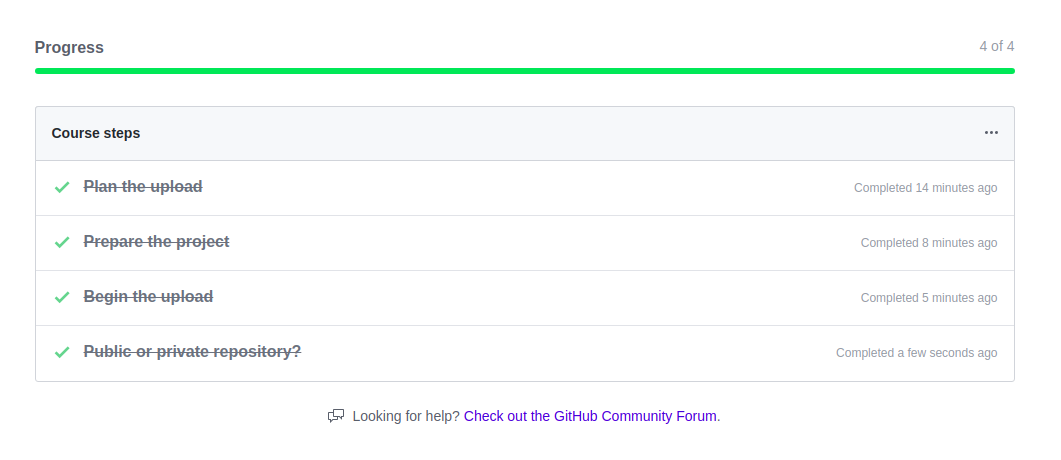 Progress 4 of 4
Course steps
Plan the upload Completed 14 minutes ago
Prepare the project Completed 8 minutes ago
Begin the upload Completed 5 minutes ago
Public or private repository? Completed a few seconds ago
Looking for help? Check out the GitHub Community Forum.